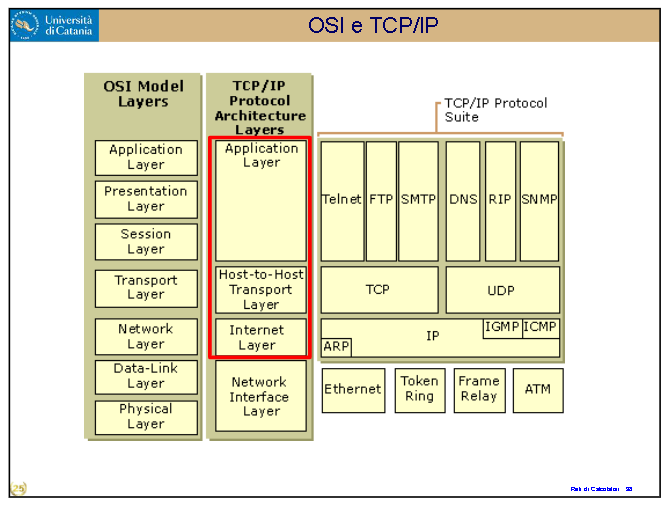 Università
di Catania
OSI e TCP/IP
OSI Model
Layers
Application
Layer
Presentation
Layer
Session
Layer
Transport
Layer
Network
Layer
Data-Link
Layer
Physical
Layer
TCP/IP
Protocol
Architecture
Layers
Application
Layer
Host-to-Host
Transport
Layer
Internet
Layer
Network
Interface
Layer
TCP/IP Protocol
Suite
Telnet FTP SMTP DNS RIP SNMP
TCP UDP
IP IGMP ICMP
ARP
Ethernet
Token
Ring
Frame
Relay
ATM
Reti di Calcolatori